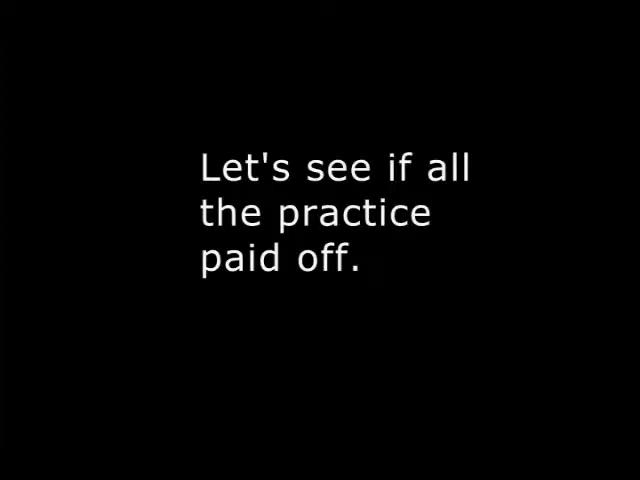 Let's see if all
the practice
paid off.